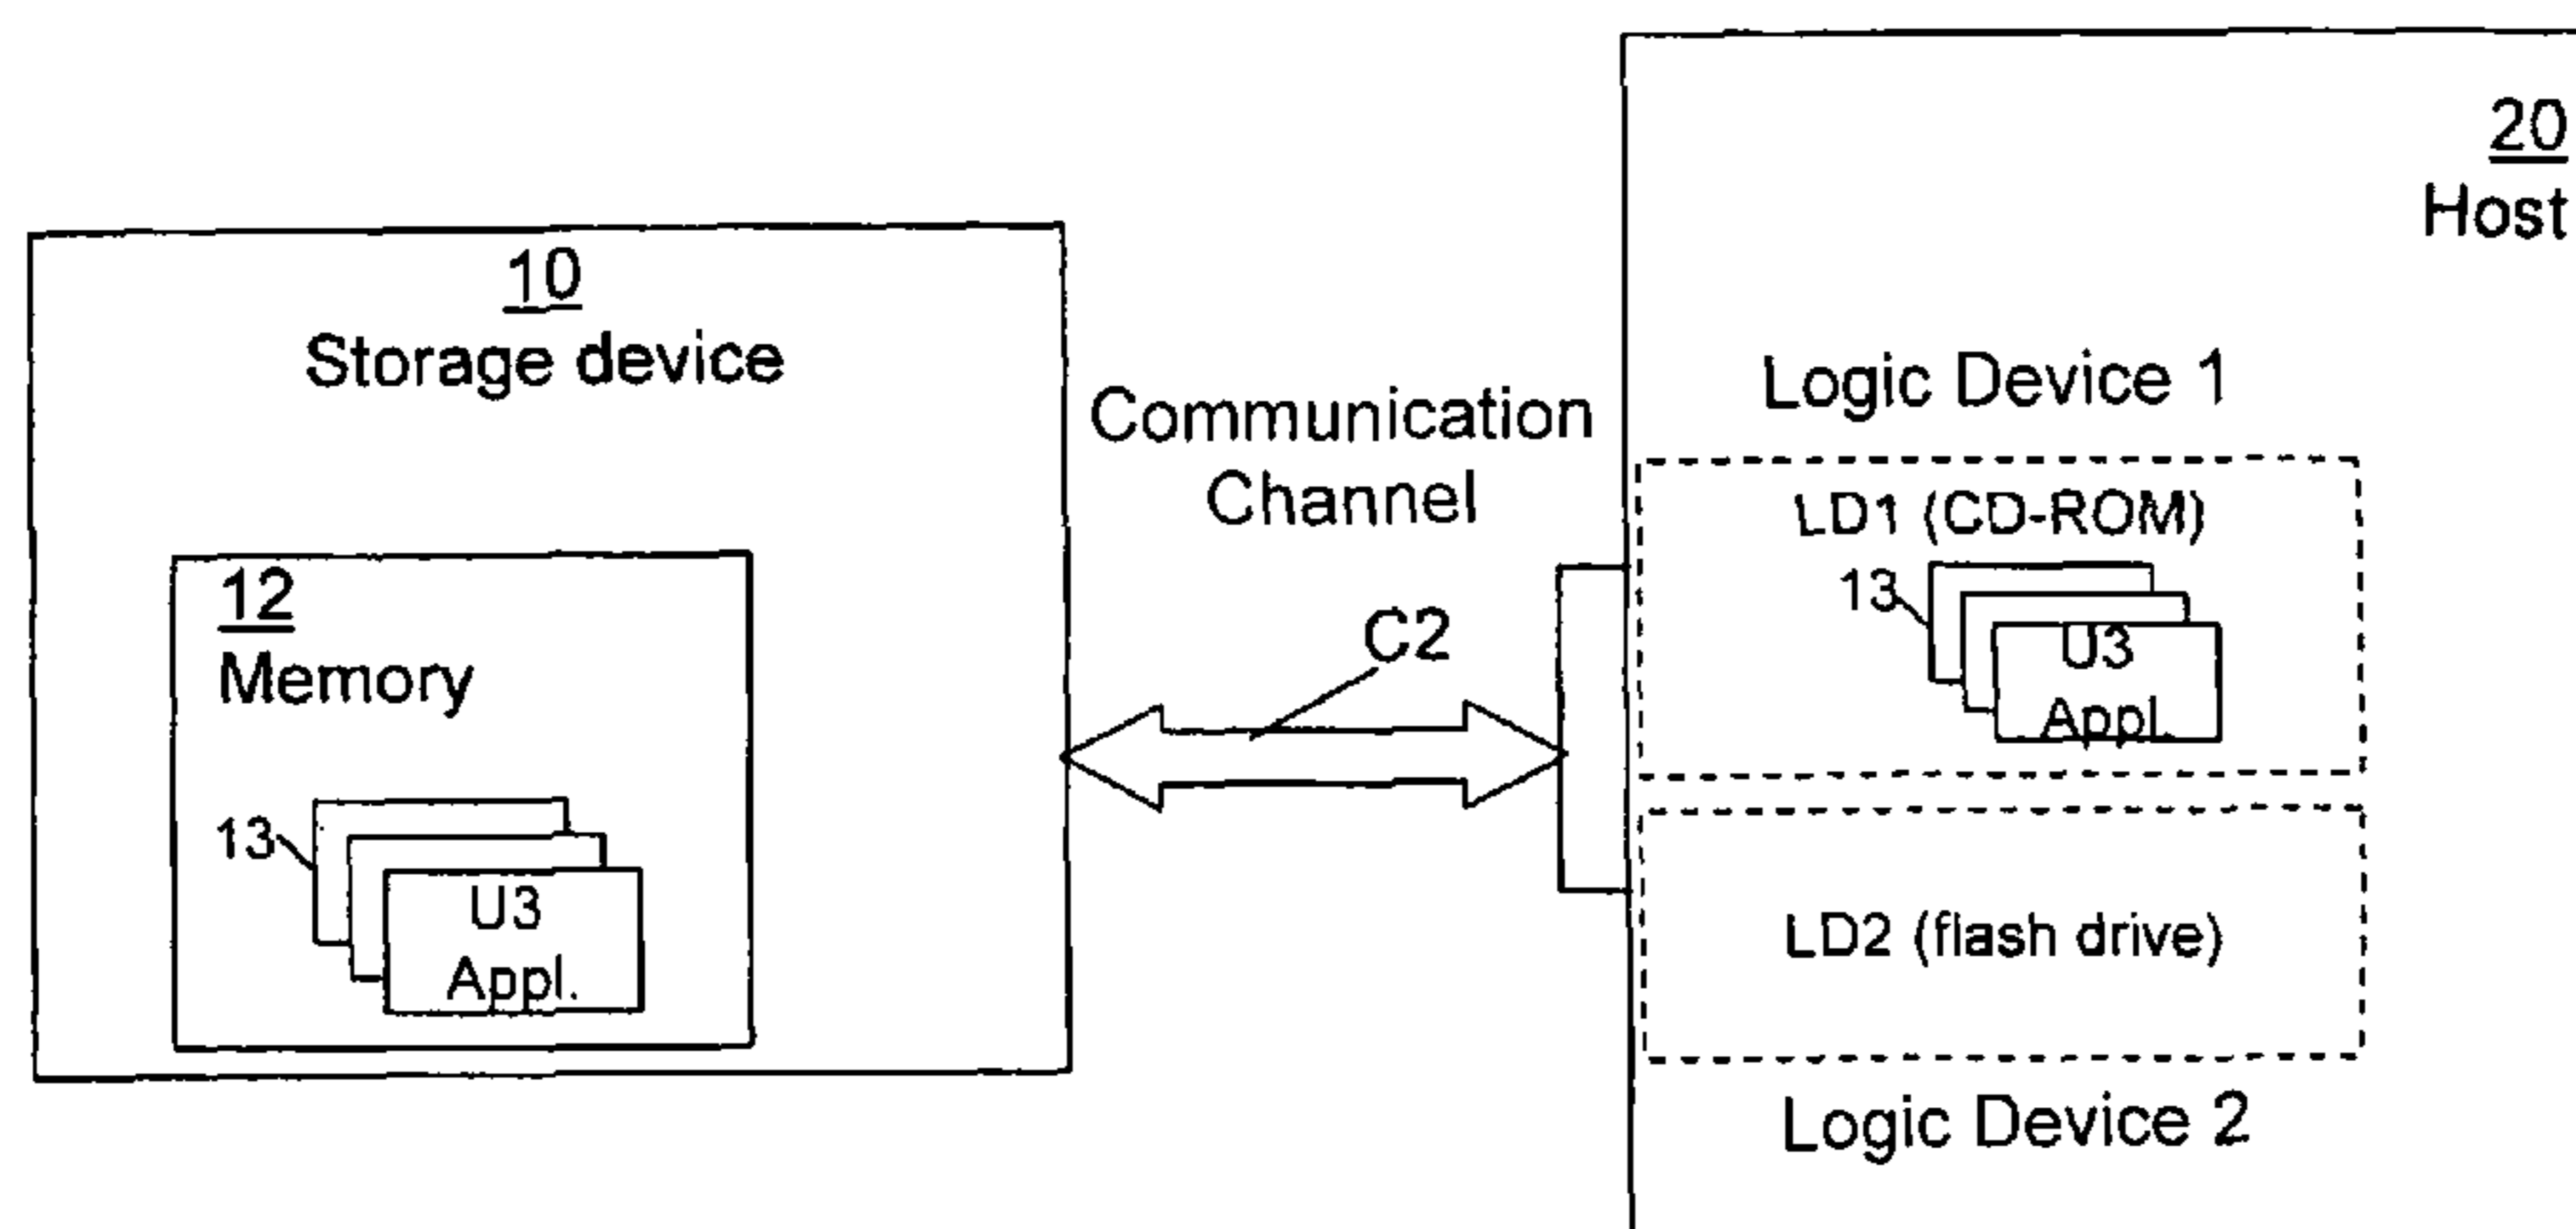 10
Storage device
12
Memory
13
U3
Appl.
Communication
Channel
C2
20
Host
Logic Device 1
LD1 (CD-ROM)
13
U3
Appl.
LD2 (flash drive)
Logic Device 2